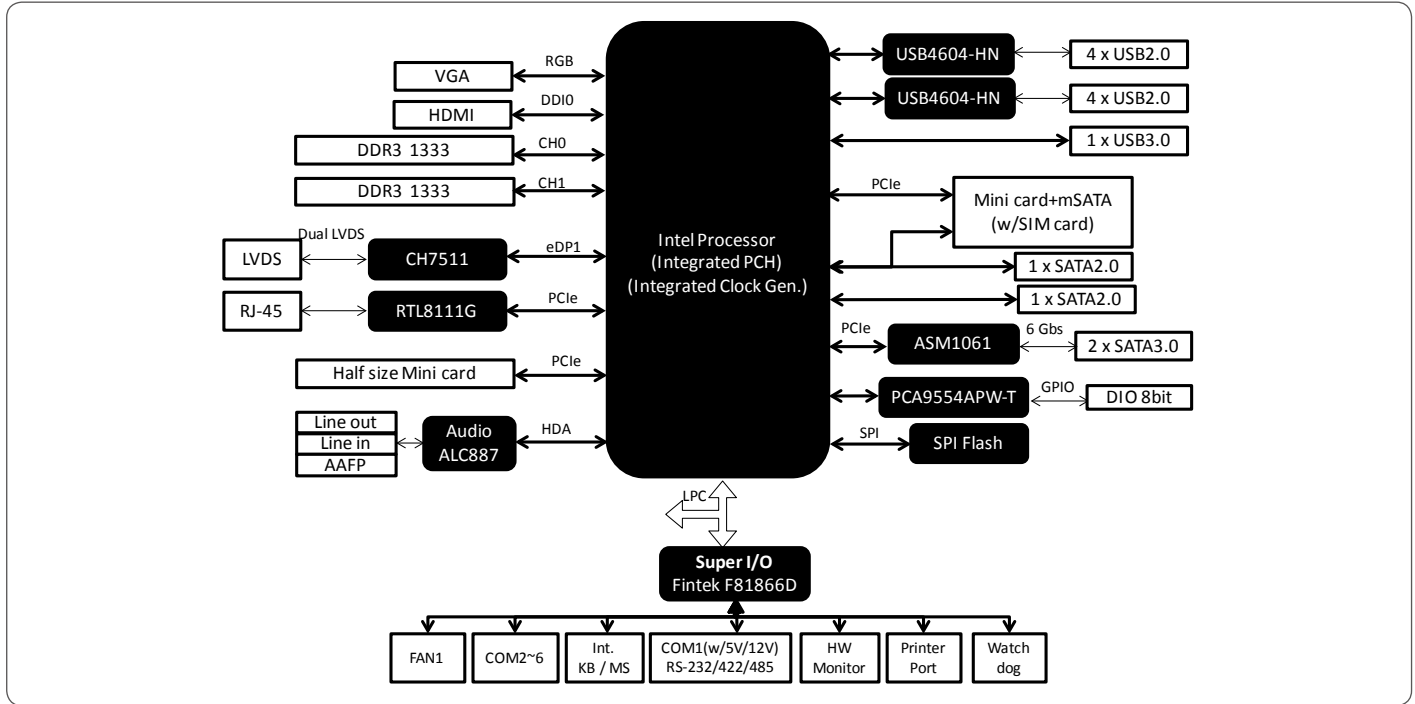 VGA
RGB
HDMI
DDI0
DDR3 1333
CH0
DDR3 1333
CH1
Dual LVDS
LVDS
CH7511
eDP1
RJ-45
RTL8111G
PCIe
Half size Mini card
PCIe
Line out
Line in
AAFP
Audio
ALC887
HDA
Intel Processor
(Integrated PCH)
(Integrated Clock Gen.)
USB4604-HN
4 x USB2.0
USB4604-HN
4 x USB2.0
1 x USB3.0
PCIe
Mini card+mSATA
(w/SIM card)
1 x SATA2.0
1 x SATA2.0
PCIe
ASM1061
6 Gbs
2 x SATA3.0
PCA9554APW-T
GPIO
DIO 8bit
SPI
SPI Flash
LPC
Super I/O
Fintek F81866D
FAN1
COM2~6
Int.
KB / MS
COM1(w/5V/12V)
RS-232/422/485
HW
Monitor
Printer
Port
Watch
dog